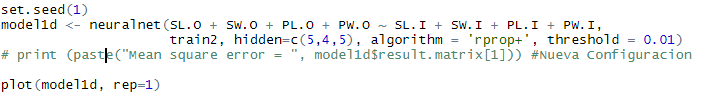 set.seed(1)
model1d <- neuralnet(SL.O + SW.O + PL.O + PW.O ~ SL.I + SW.I + PL.I + PW.I,
train2, hidden=c(5,4,5), algorithm = 'rprop+', threshold = 0.01)
# print (paste("Mean square error = ", model1d$result.matrix[1])) #Nueva Configuracion
plot(model1d, rep=1)